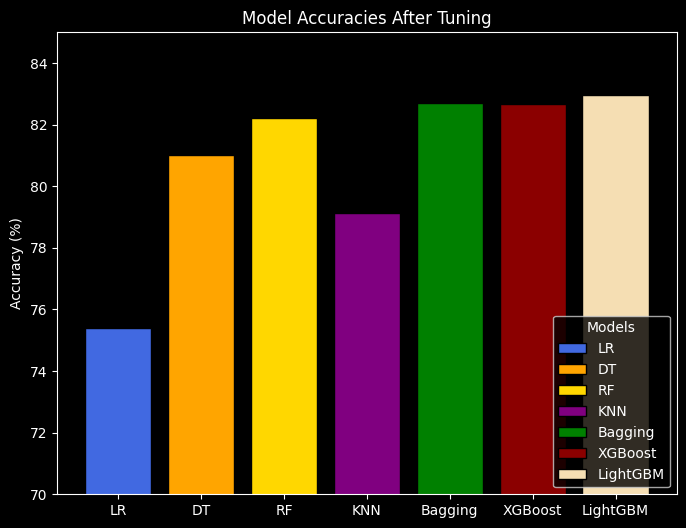 Model Accuracies After Tuning
Accuracy (%)
84
82
80
78
76
74
72
70
LR DT RF KNN Bagging XGBoost LightGBM
Models
LR
DT
RF
KNN
Bagging
XGBoost
LightGBM